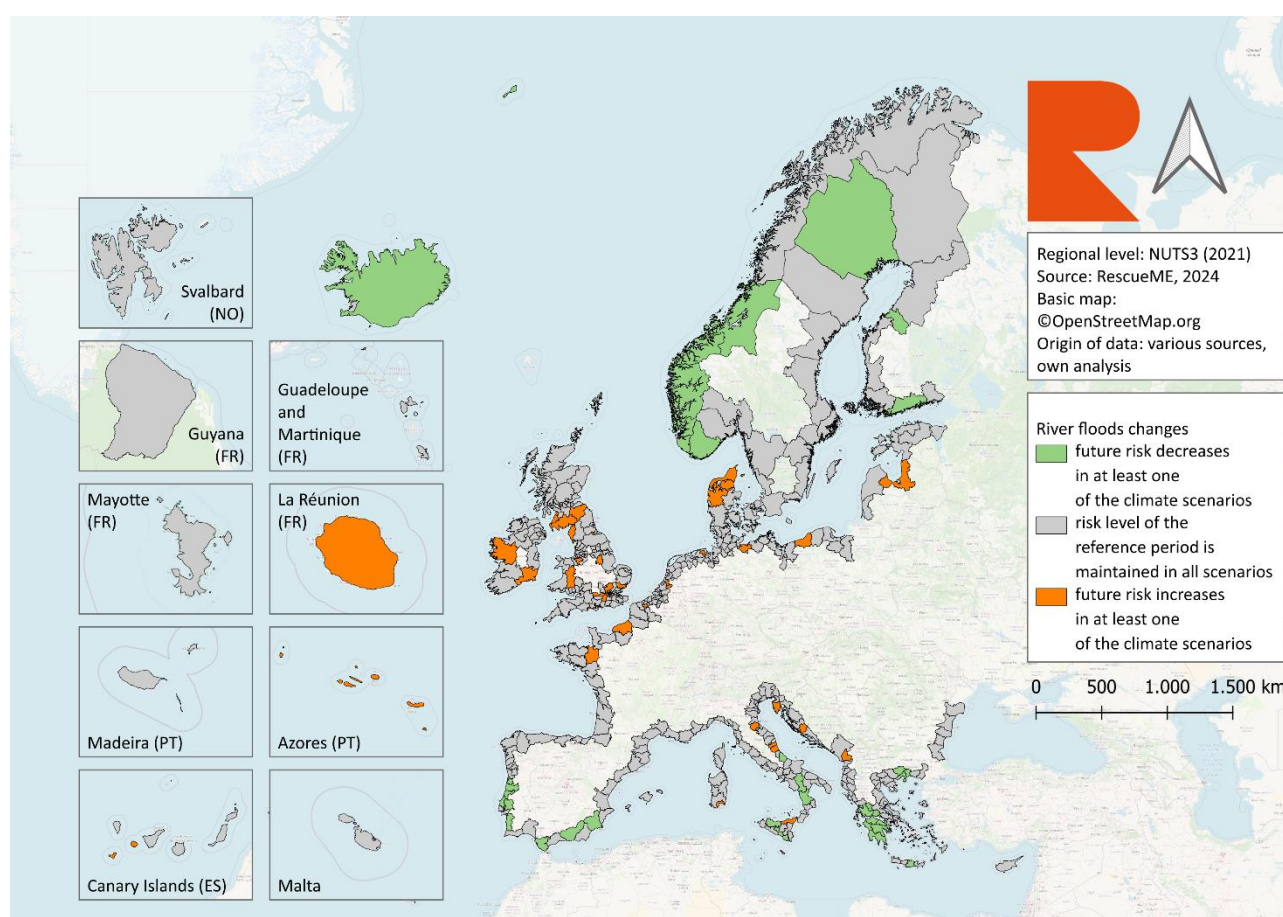 Svalbard
(NO)
Guyana
(FR)
Guadeloupe
and
Martinique
(FR)
Mayotte
(FR)
La Réunion
(FR)
Madeira (PT)
Azores (PT)
Canary Islands (ES)
Malta
R
Regional level: NUTS3 (2021)
Source: RescueME, 2024
Basic map:
©OpenStreetMap.org
Origin of data: various sources,
own analysis
River floods changes
future risk decreases
in at least one
of the climate scenarios
risk level of the
reference period is
maintained in all scenarios
future risk increases
in at least one
of the climate scenarios
0 500 1.000 1.500 km